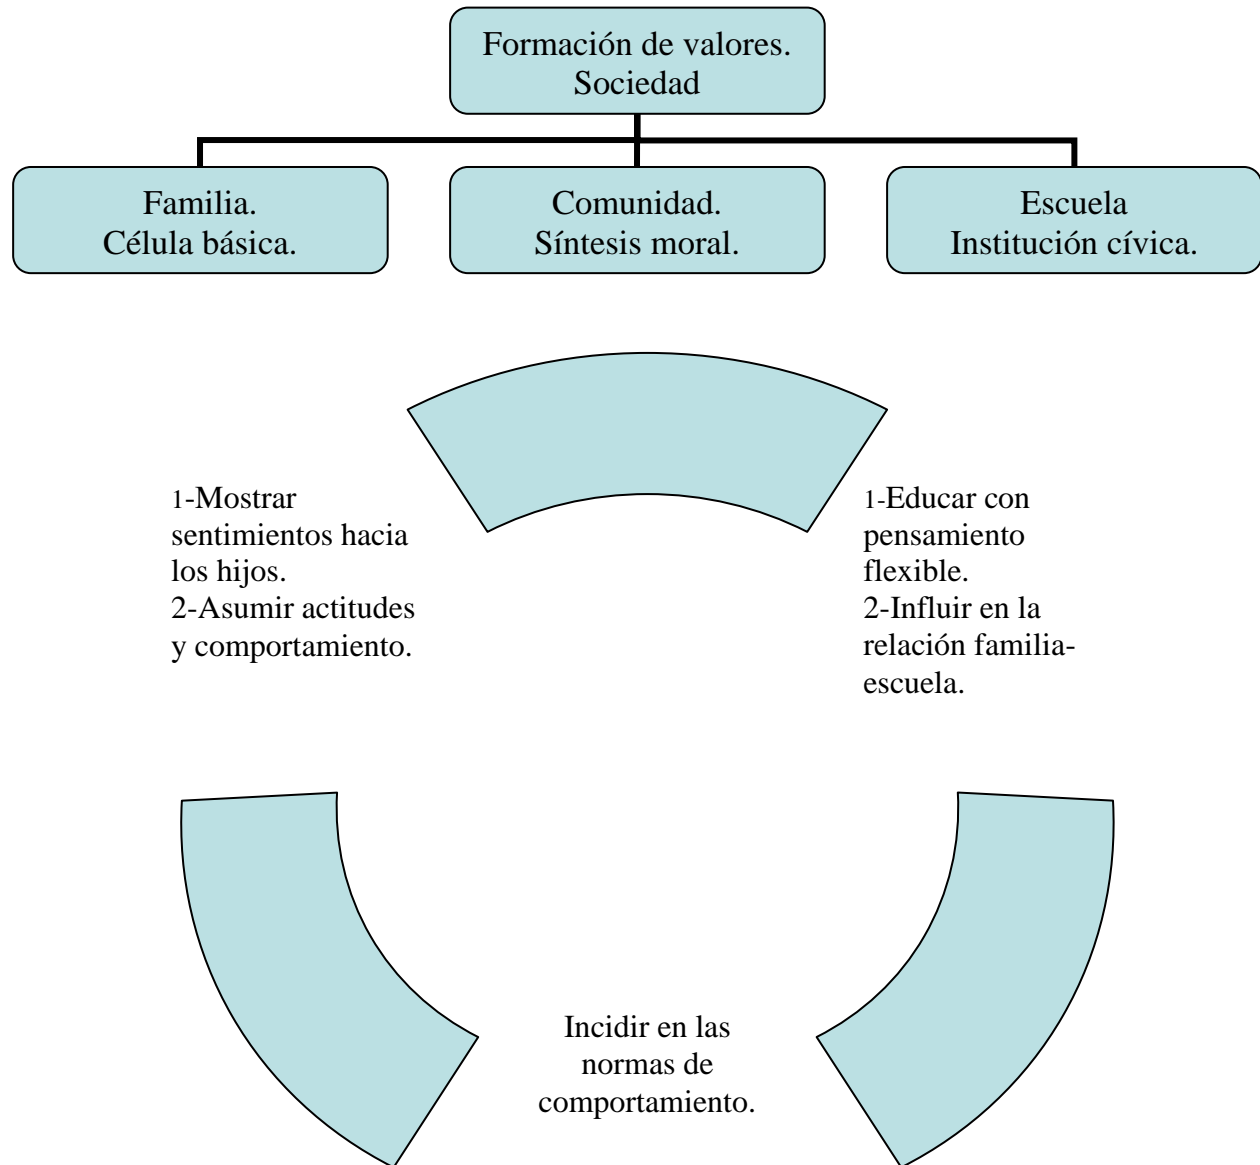 Formación de valores.
Sociedad
Familia.
Célula básica.
Comunidad.
Síntesis moral.
Escuela
Institución cívica.
1-Mostrar
sentimientos hacia
los hijos.
2-Asumir actitudes
y comportamiento.
1-Educar con
pensamiento
flexible.
2-Influir en la
relación familia-
escuela.
Incidir en las
normas de
comportamiento.